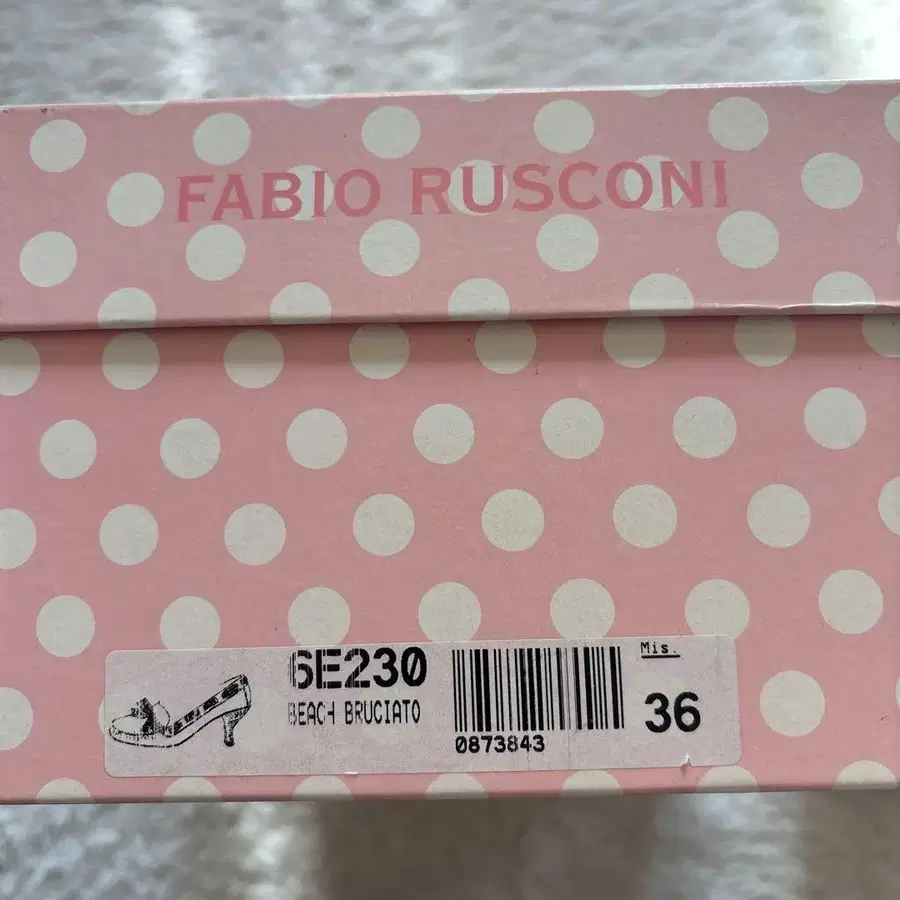 FABIO RUSCONI
6E230
BEACH BRUCIATO
0873843
Mis.
36